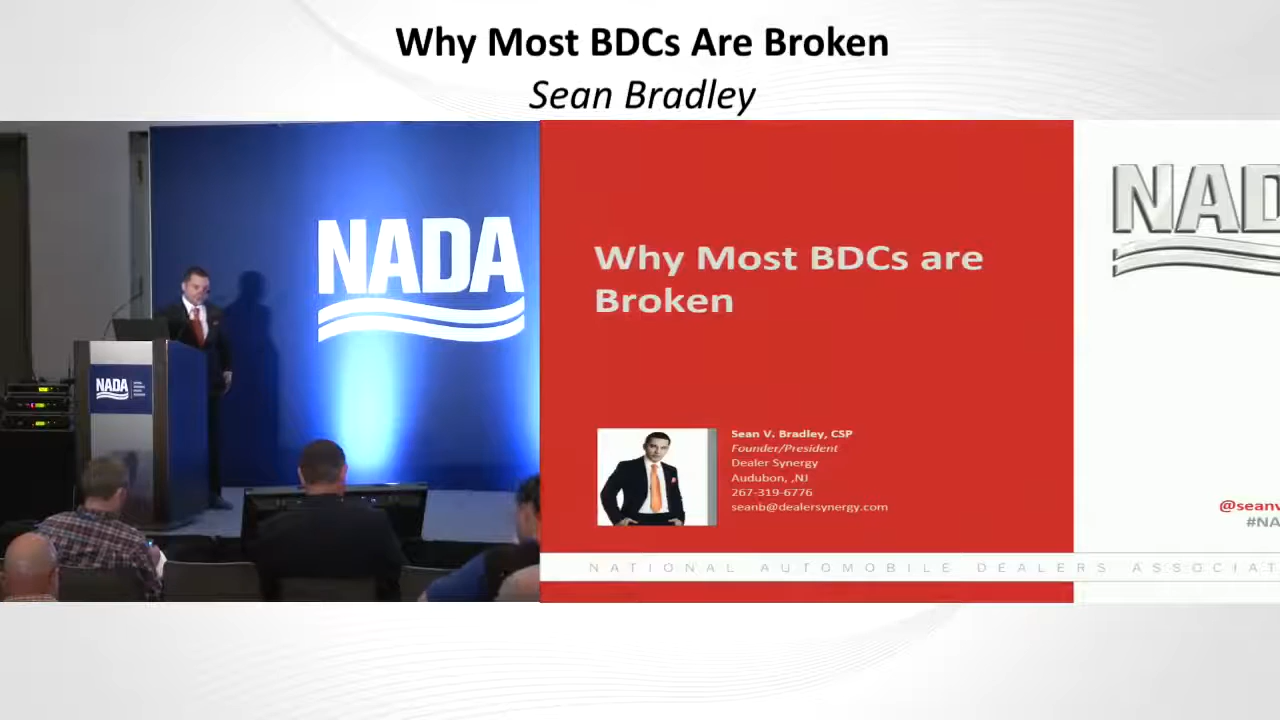 Why Most BDCs Are Broken
Sean Bradley
NADA
NADA
Why Most BDCs are
Broken
Sean V. Bradley, CSP
Founder/President
Dealer Synergy
Audubon, ,NJ
267-319-6776
seanb@dealersynergy.com
NAD
@seanv
#NA
NATIONAL AUTOMOBILE DEALERS ASSOCIAT